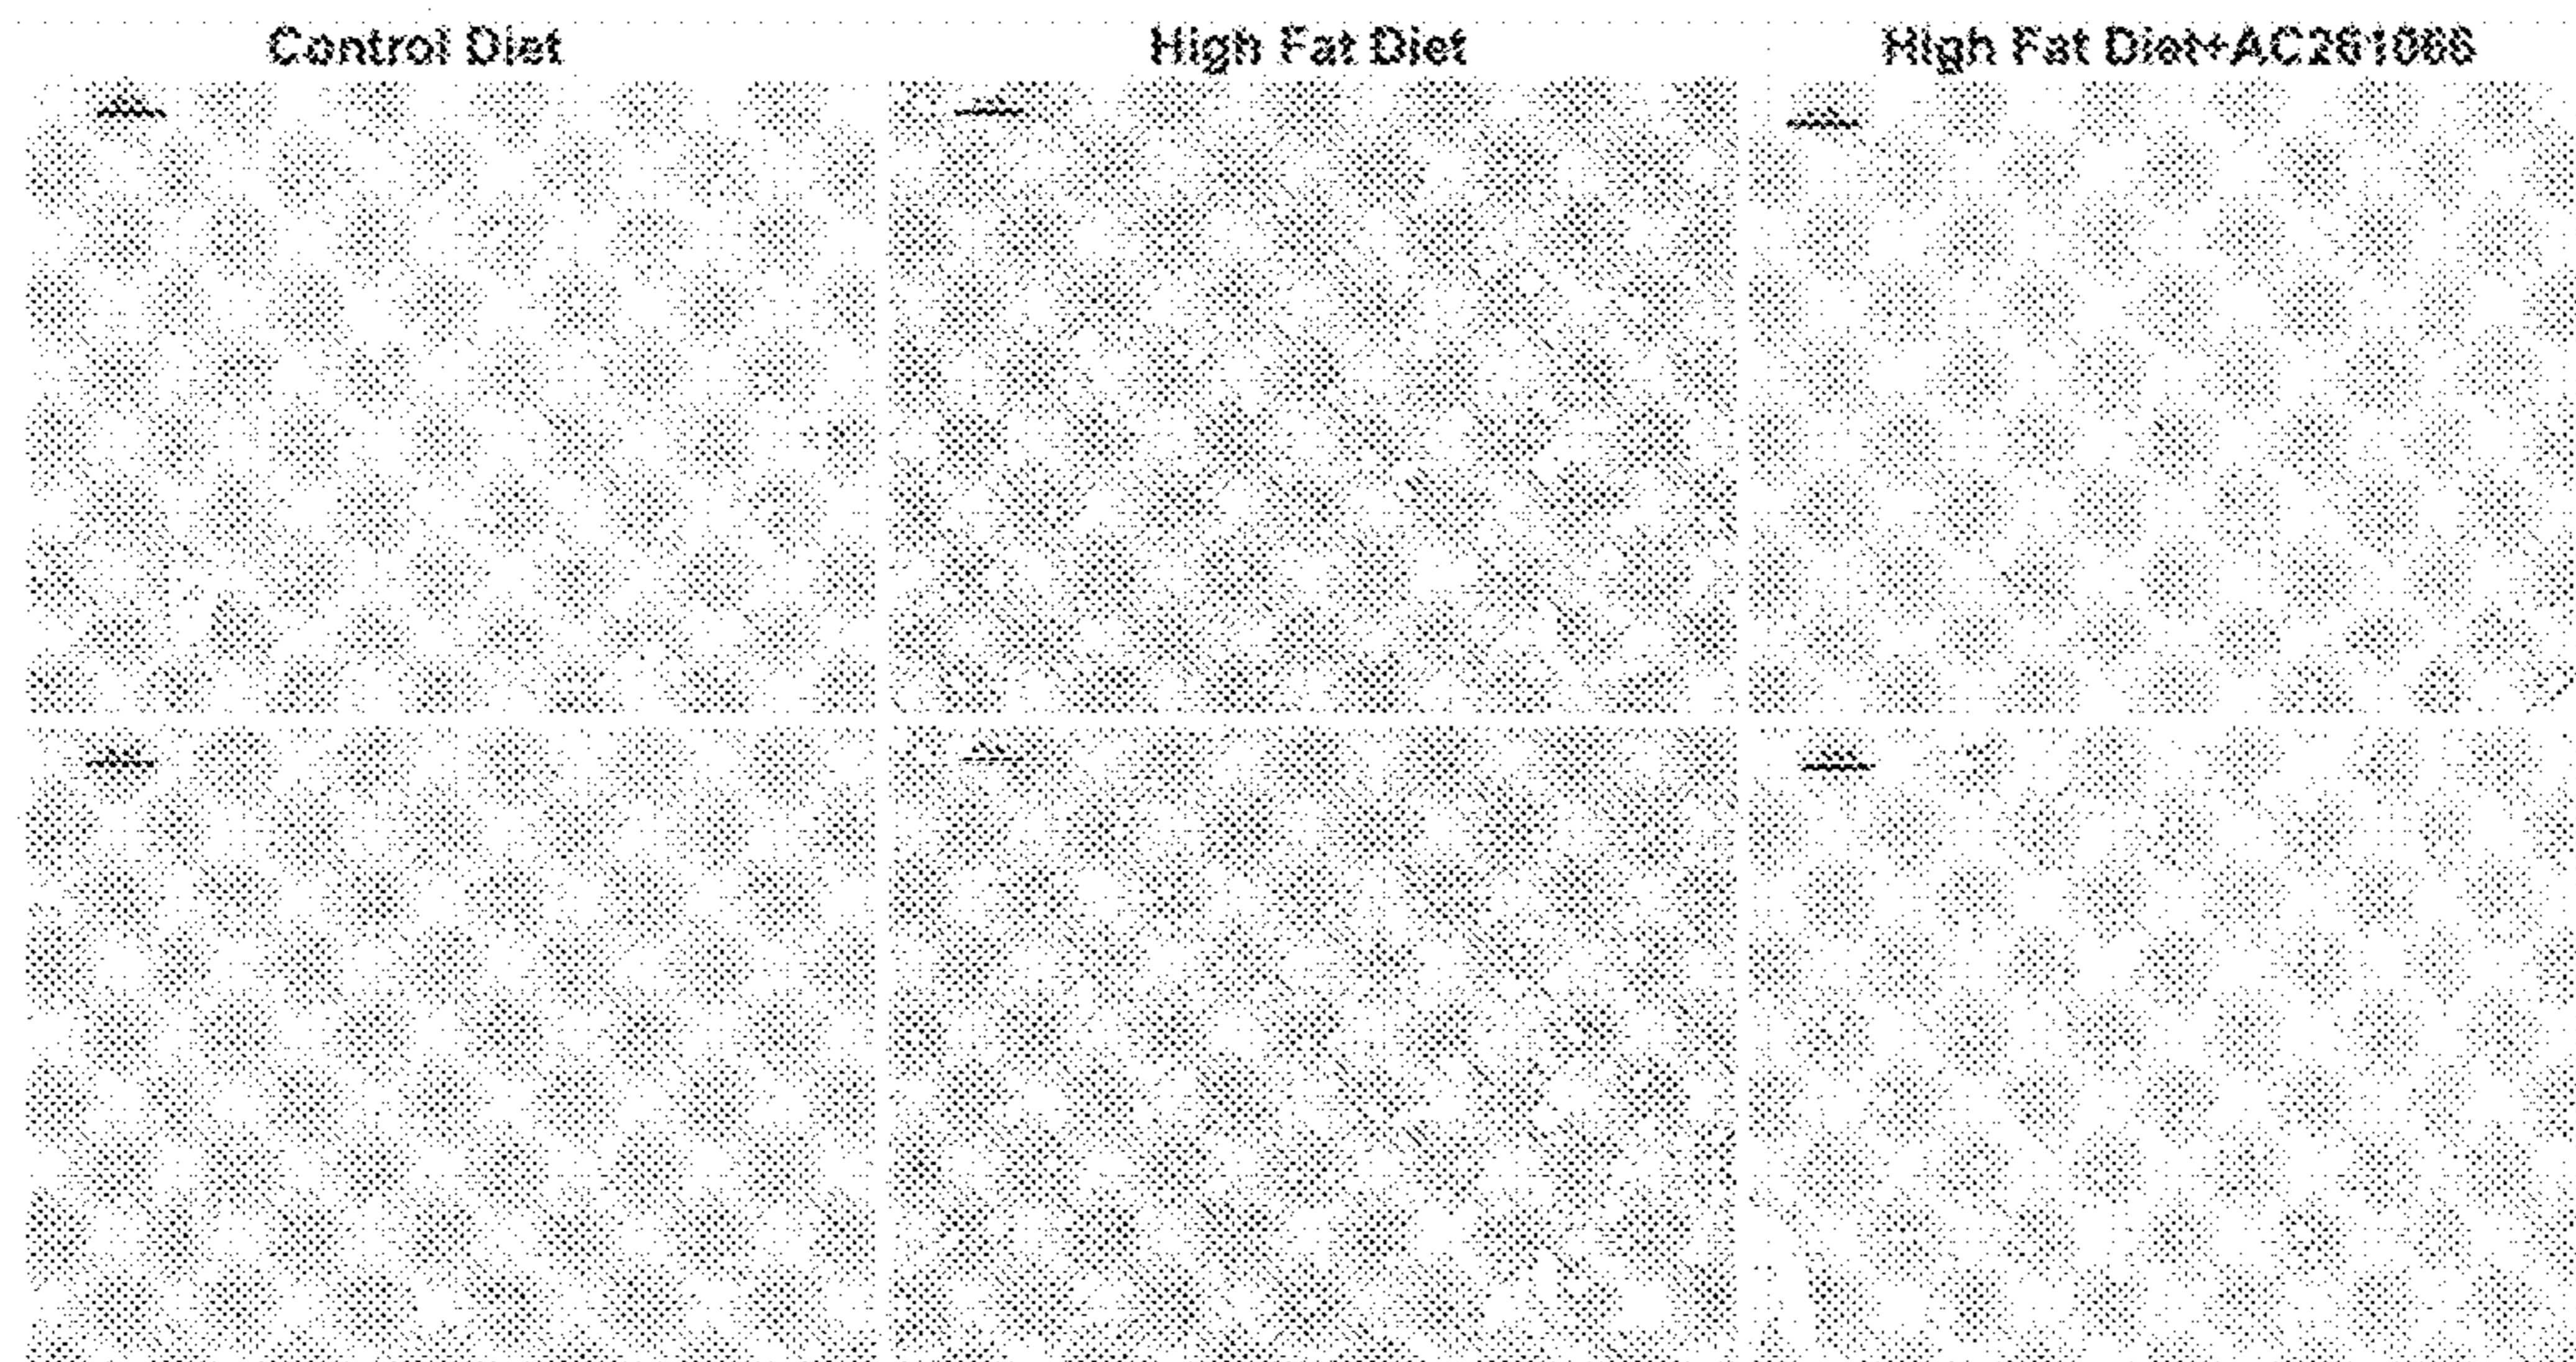 Control Diet
High Fat Diet
High Fat Diet+AC261066